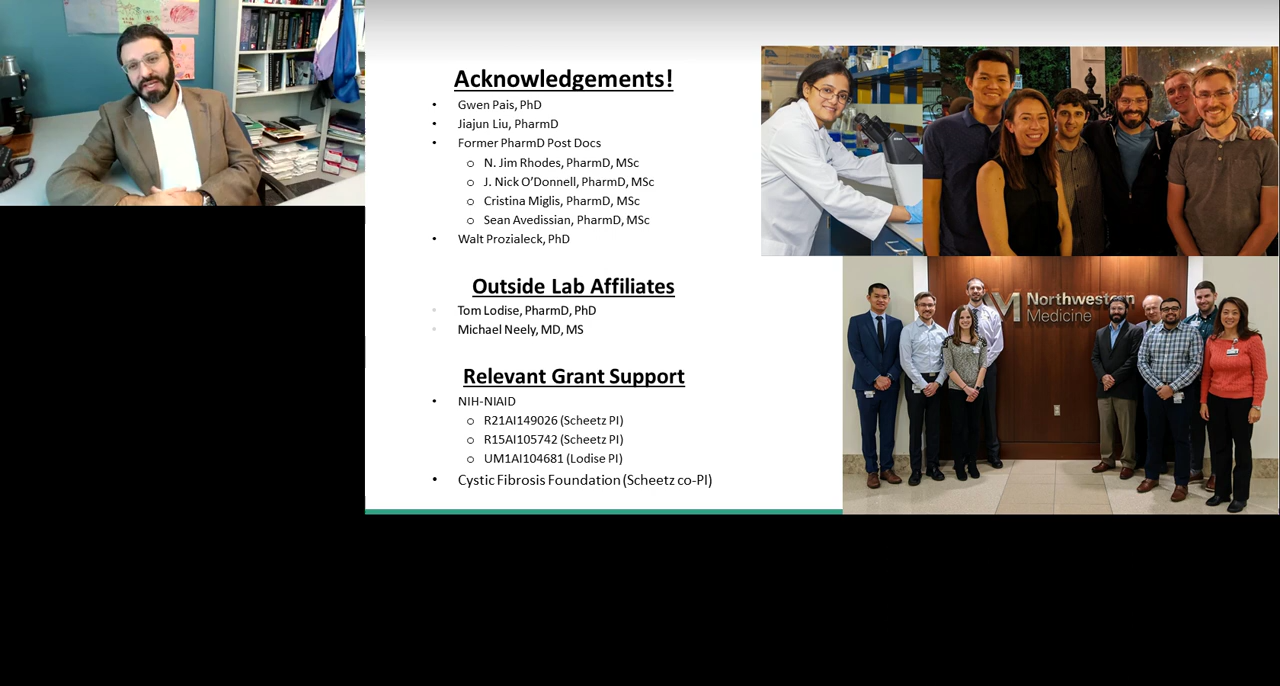 Acknowledgements!
• Gwen Pais, PhD
• Jiajun Liu, PharmD
• Former PharmD Post Docs
o N. Jim Rhodes, PharmD, MSc
o J. Nick O'Donnell, PharmD, MSc
o Cristina Miglis, PharmD, MSc
o Sean Avedissian, PharmD, MSc
• Walt Prozialeck, PhD
Outside Lab Affiliates
• Tom Lodise, PharmD, PhD
• Michael Neely, MD, MS
Relevant Grant Support
• NIH-NIAID
o R21AI149026 (Scheetz PI)
o R15AI105742 (Scheetz PI)
o UM1AI104681 (Lodise PI)
• Cystic Fibrosis Foundation (Scheetz co-PI)
M Northwestern
Medicine